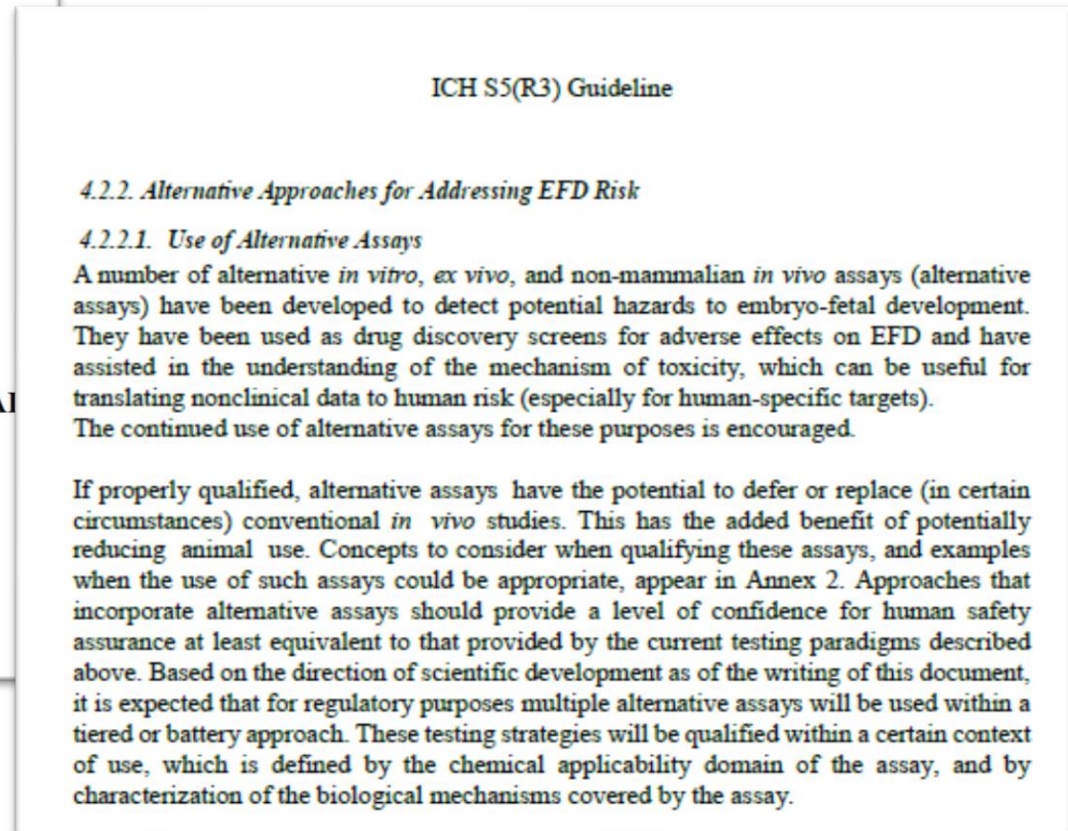 ICH S5(R3) Guideline
4.2.2. Alternative Approaches for Addressing EFD Risk
4.2.2.1. Use of Alternative Assays
A number of alternative in vitro, ex vivo, and non-mammalian in vivo assays (alternative
assays) have been developed to detect potential hazards to embryo-fetal development.
They have been used as drug discovery screens for adverse effects on EFD and have
assisted in the understanding of the mechanism of toxicity, which can be useful for
translating nonclinical data to human risk (especially for human-specific targets).
The continued use of alternative assays for these purposes is encouraged.
If properly qualified, alternative assays have the potential to defer or replace (in certain
circumstances) conventional in vivo studies. This has the added benefit of potentially
reducing animal use. Concepts to consider when qualifying these assays, and examples
when the use of such assays could be appropriate, appear in Annex 2. Approaches that
incorporate alternative assays should provide a level of confidence for human safety
assurance at least equivalent to that provided by the current testing paradigms described
above. Based on the direction of scientific development as of the writing of this document,
it is expected that for regulatory purposes multiple alternative assays will be used within a
tiered or battery approach. These testing strategies will be qualified within a certain context
of use, which is defined by the chemical applicability domain of the assay, and by
characterization of the biological mechanisms covered by the assay.